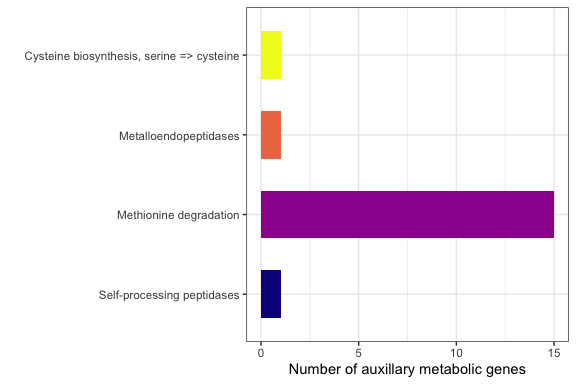 Cysteine biosynthesis, serine => cysteine
Metalloendopeptidases
Methionine degradation
Self-processing peptidases
0 5 10 15
Number of auxillary metabolic genes